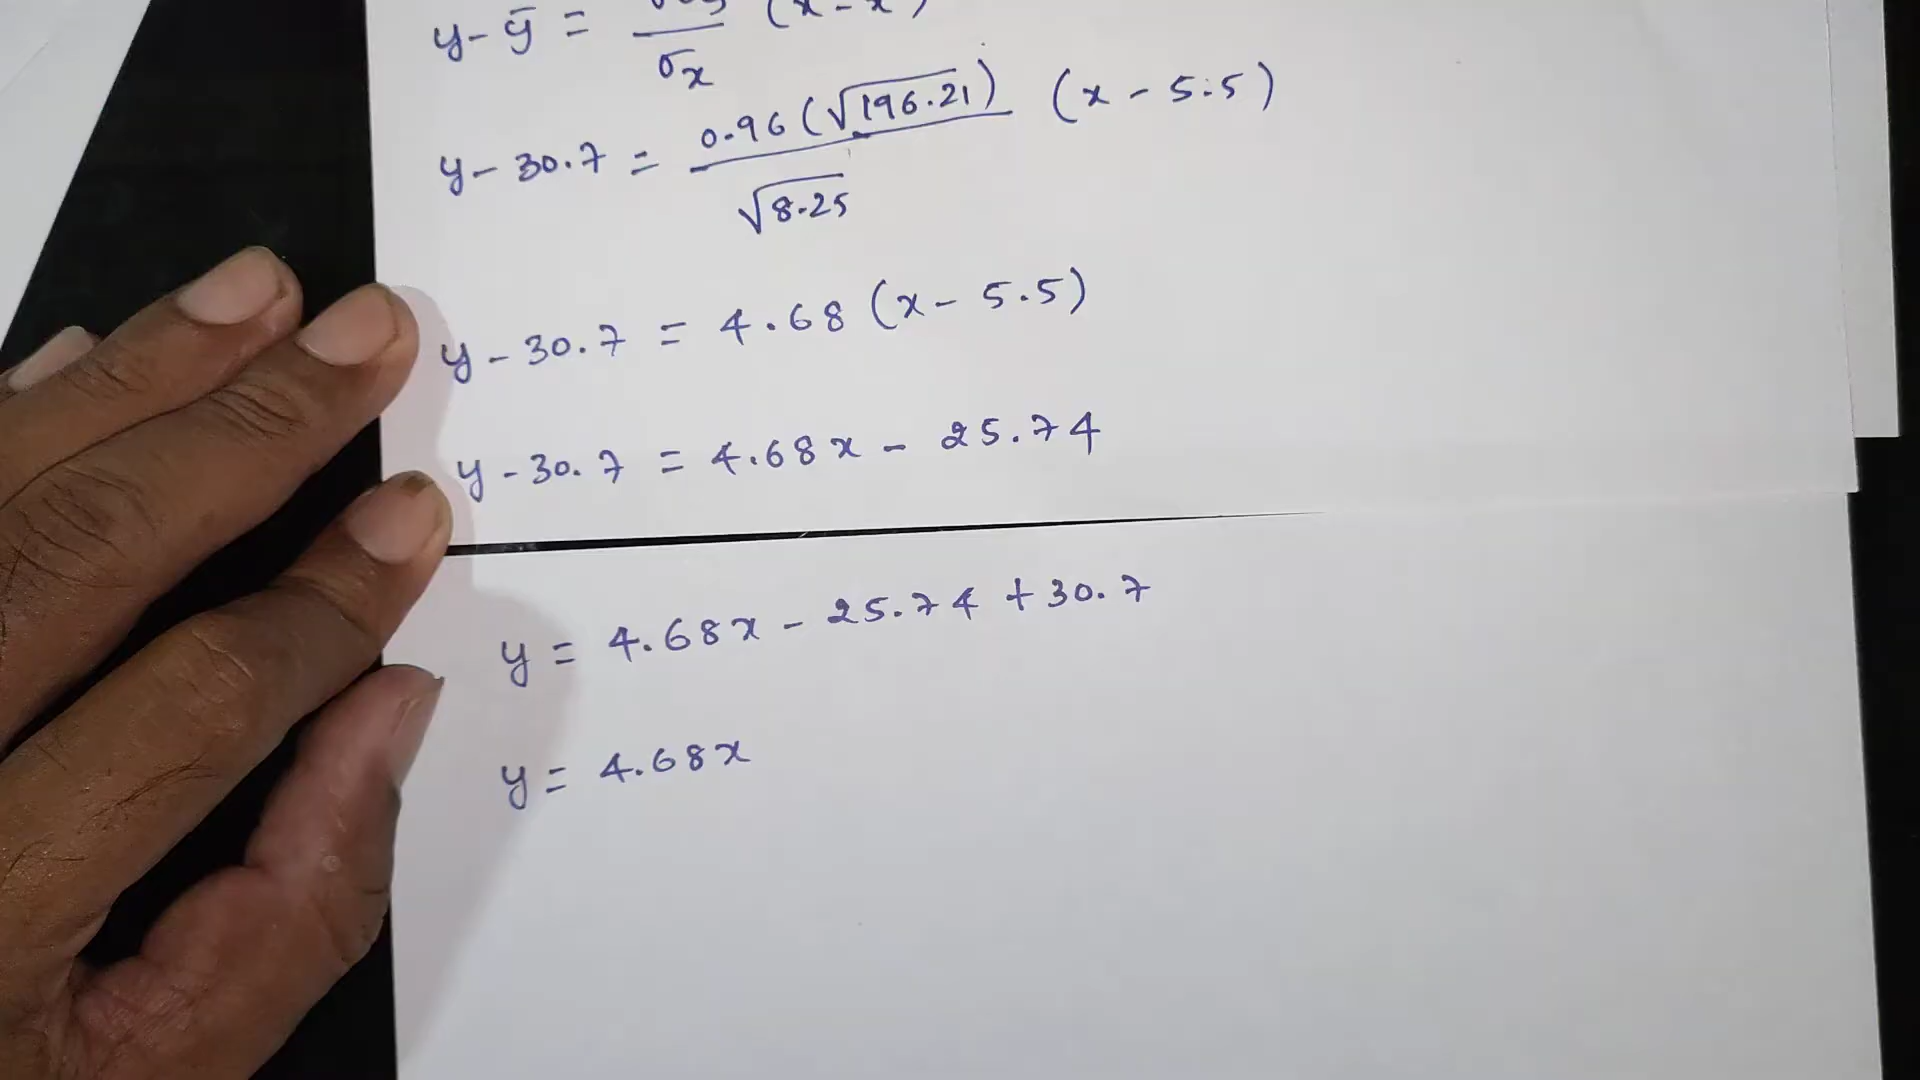 y - ȳ = / σx (x - x̄)
y - 30.7 = 0.96 (√196.21) / √8.25 (x - 5.5)
y - 30.7 = 4.68 (x - 5.5)
y - 30.7 = 4.68x - 25.74
y = 4.68x - 25.74 + 30.7
y = 4.68x